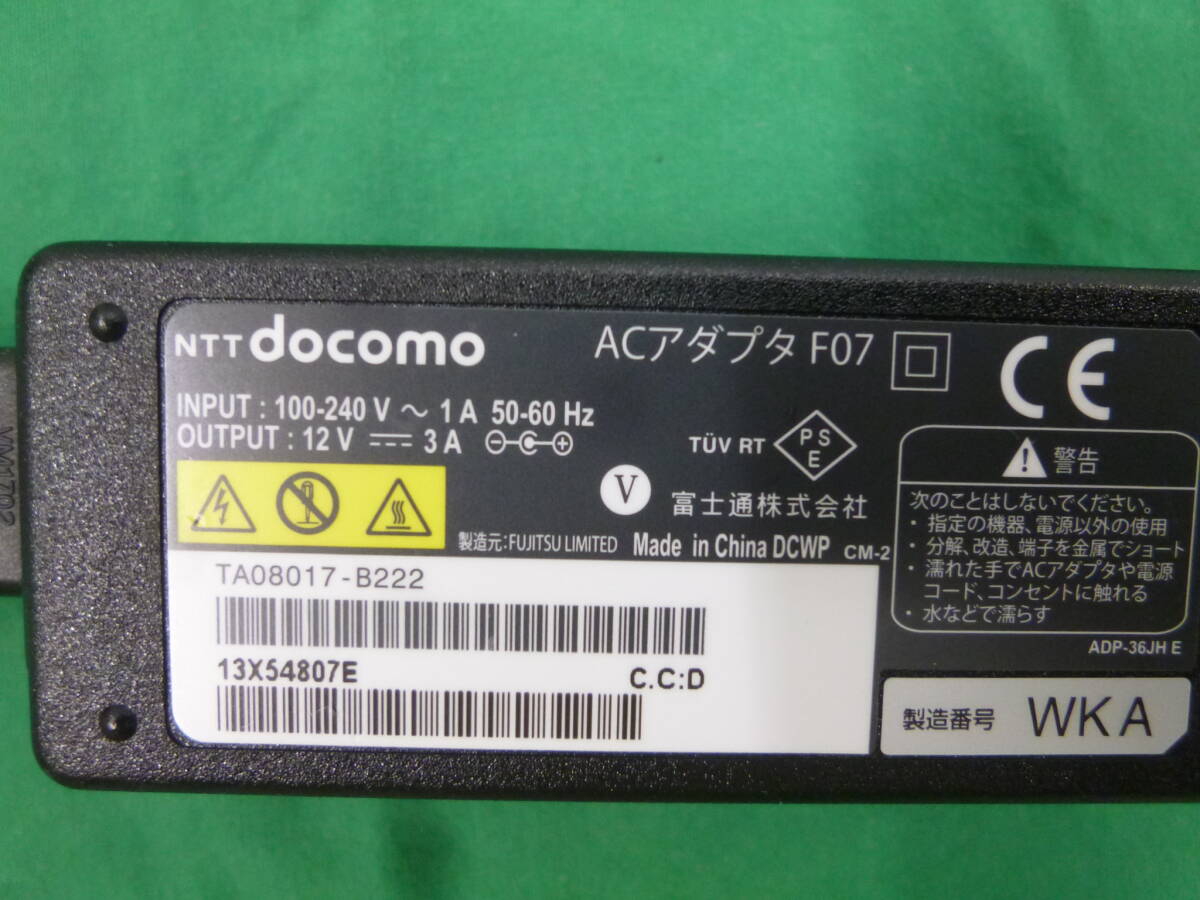 NTT docomo
ACアダプタ F07
CE
INPUT : 100-240 V ～ 1 A 50-60 Hz
OUTPUT : 12 V ⎓ 3 A
TÜV RT
PS
E
V
富士通株式会社
製造元:FUJITSU LIMITED Made in China DCWP CM-2
警告
次のことはしないでください。
・ 指定の機器、電源以外の使用
・ 分解、改造、端子を金属でショート
・ 濡れた手でACアダプタや電源
コード、コンセントに触れる
・ 水などで濡らす
ADP-36JH E
TA08017-B222
13X54807E
C.C:D
製造番号 WKA